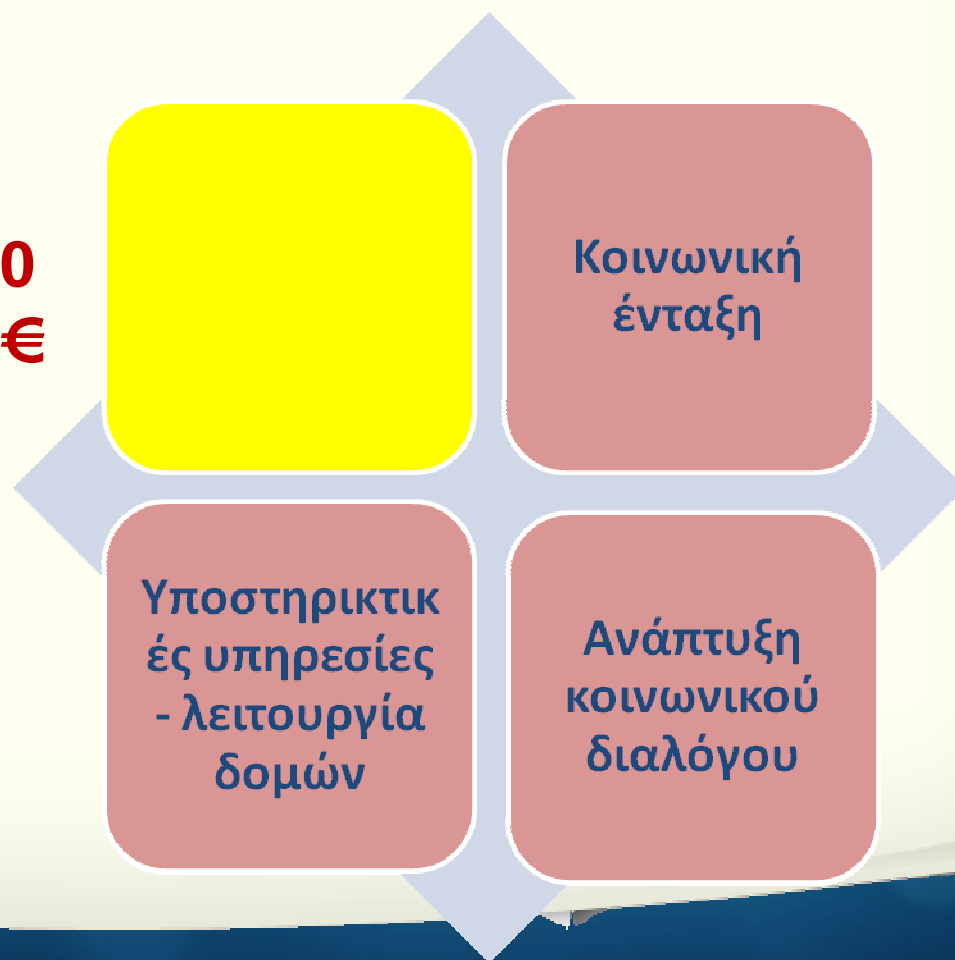 0
€
Κοινωνική
ένταξη
Υποστηρικτικ
ές υπηρεσίες
- λειτουργία
δομών
Ανάπτυξη
κοινωνικού
διαλόγου